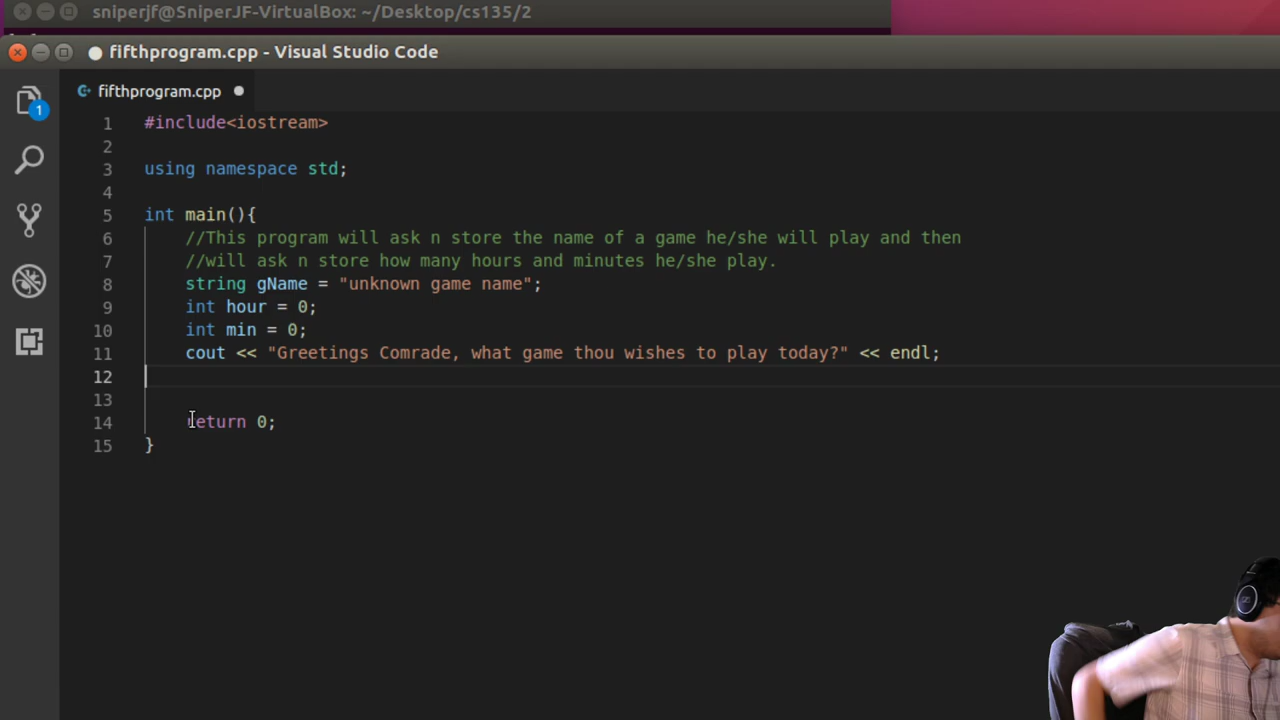 sniperjf@SniperJF-VirtualBox: ~/Desktop/cs135/2
fifthprogram.cpp - Visual Studio Code
fifthprogram.cpp
1
1 #include<iostream>
2
3 using namespace std;
4
5 int main(){
6 //This program will ask n store the name of a game he/she will play and then
7 //will ask n store how many hours and minutes he/she play.
8 string gName = "unknown game name";
9 int hour = 0;
10 int min = 0;
11 cout << "Greetings Comrade, what game thou wishes to play today?" << endl;
12
13
14 return 0;
15 }